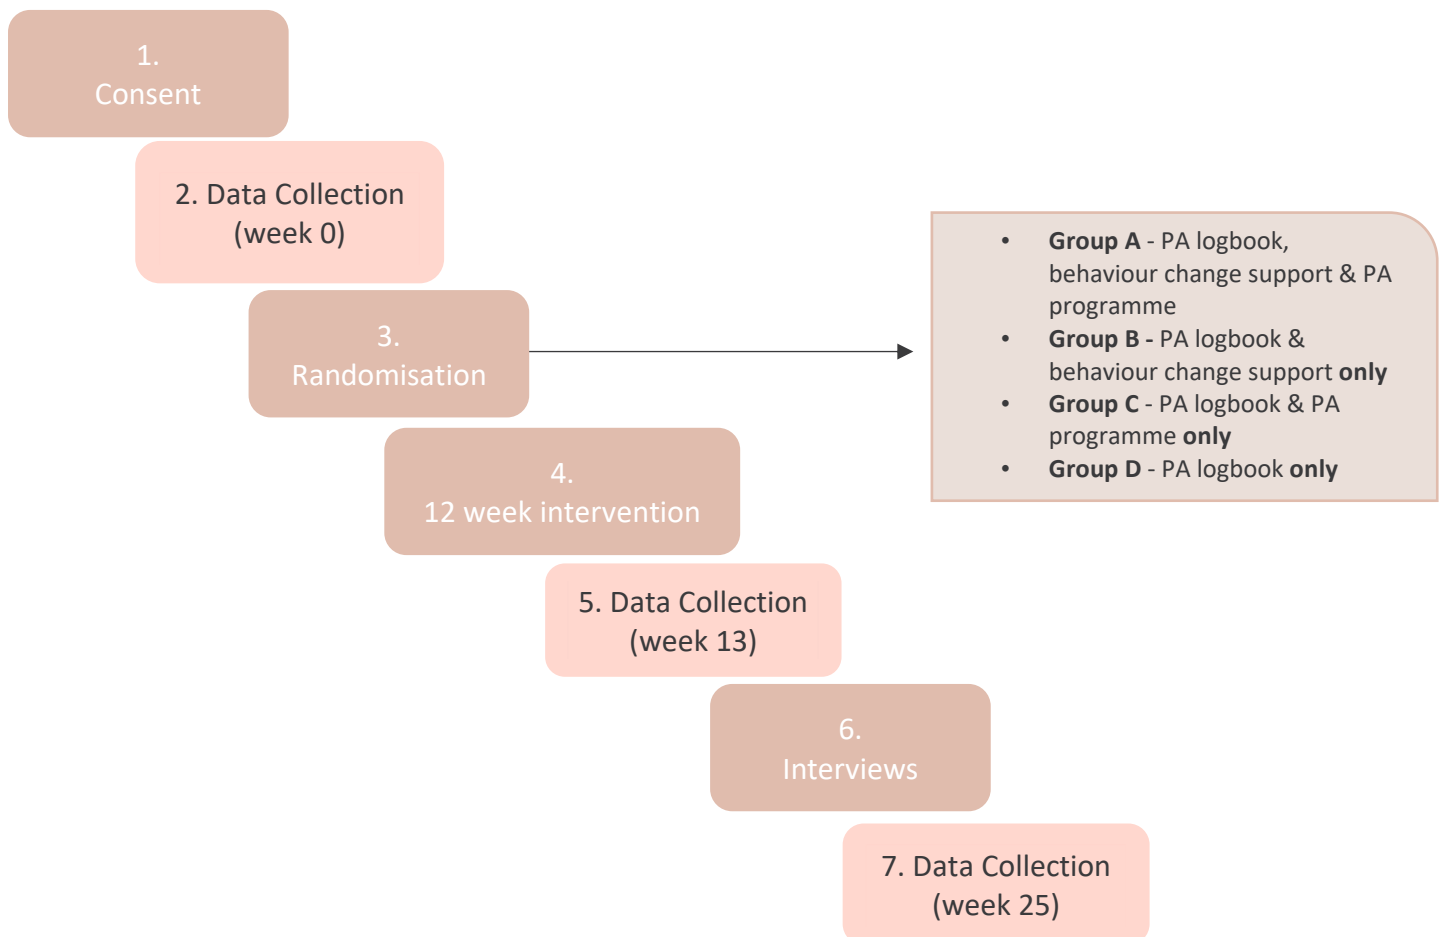 1.
Consent
2. Data Collection
(week 0)
3.
Randomisation
• Group A - PA logbook,
behaviour change support & PA
programme
• Group B - PA logbook &
behaviour change support only
• Group C - PA logbook & PA
programme only
• Group D - PA logbook only
4.
12 week intervention
5. Data Collection
(week 13)
6.
Interviews
7. Data Collection
(week 25)